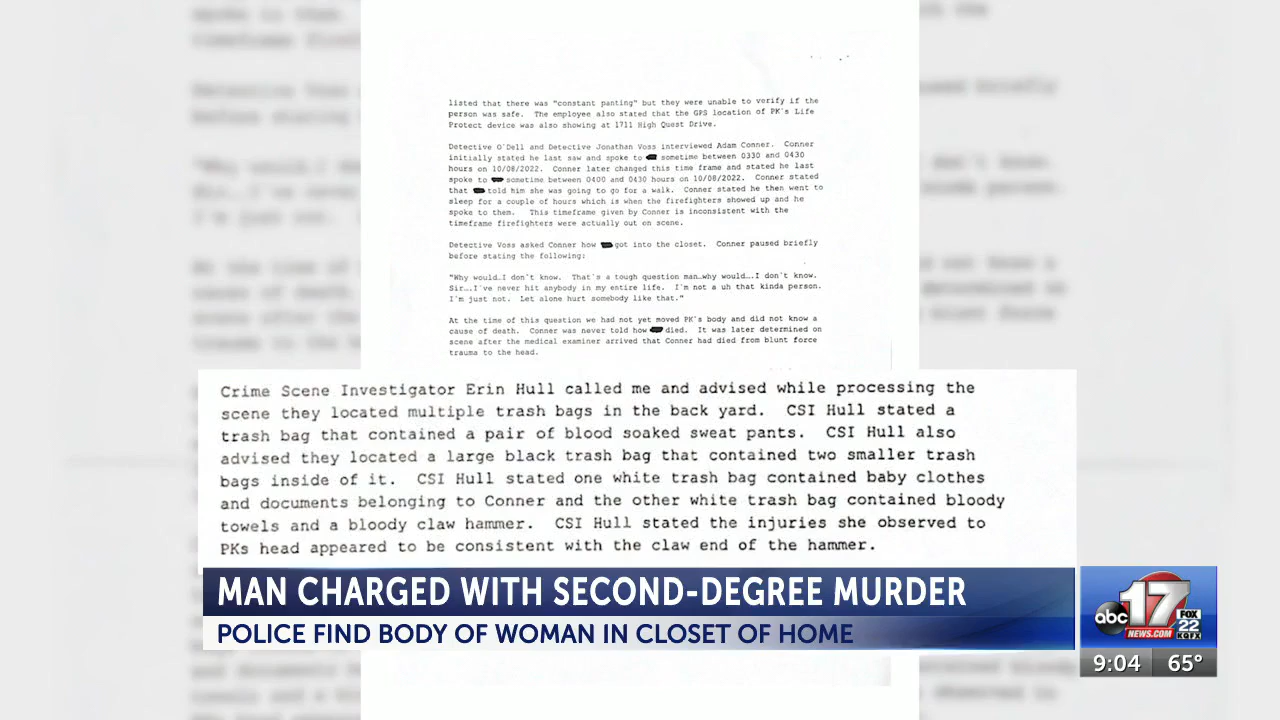 listed that there was "constant panting" but they were unable to verify if the
person was safe. The employee also stated that the GPS location of PK's Life
Protect device was also showing at 1711 High Quest Drive.
Detective O'Dell and Detective Jonathan Voss interviewed Adam Conner. Conner
initially stated he last saw and spoke to sometime between 0330 and 0430
hours on 10/08/2022. Conner later changed this time frame and stated he last
spoke to sometime between 0400 and 0430 hours on 10/08/2022. Conner stated
that told him she was going to go for a walk. Conner stated he then went to
sleep for a couple of hours which is when the firefighters showed up and he
spoke to them. This timeframe given by Conner is inconsistent with the
timeframe firefighters were actually out on scene.
Detective Voss asked Conner how got into the closet. Conner paused briefly
before stating the following:
"Why would…I don't know. That's a tough question man…why would….I don't know.
Sir….I've never hit anybody in my entire life. I'm not a uh that kinda person.
I'm just not. Let alone hurt somebody like that."
At the time of this question we had not yet moved PK's body and did not know a
cause of death. Conner was never told how died. It was later determined on
scene after the medical examiner arrived that Conner had died from blunt force
trauma to the head.
Crime Scene Investigator Erin Hull called me and advised while processing the
scene they located multiple trash bags in the back yard. CSI Hull stated a
trash bag that contained a pair of blood soaked sweat pants. CSI Hull also
advised they located a large black trash bag that contained two smaller trash
bags inside of it. CSI Hull stated one white trash bag contained baby clothes
and documents belonging to Conner and the other white trash bag contained bloody
towels and a bloody claw hammer. CSI Hull stated the injuries she observed to
PKs head appeared to be consistent with the claw end of the hammer.
MAN CHARGED WITH SECOND-DEGREE MURDER
POLICE FIND BODY OF WOMAN IN CLOSET OF HOME
abc 17 NEWS.COM FOX 22 KQFX
9:04 65°